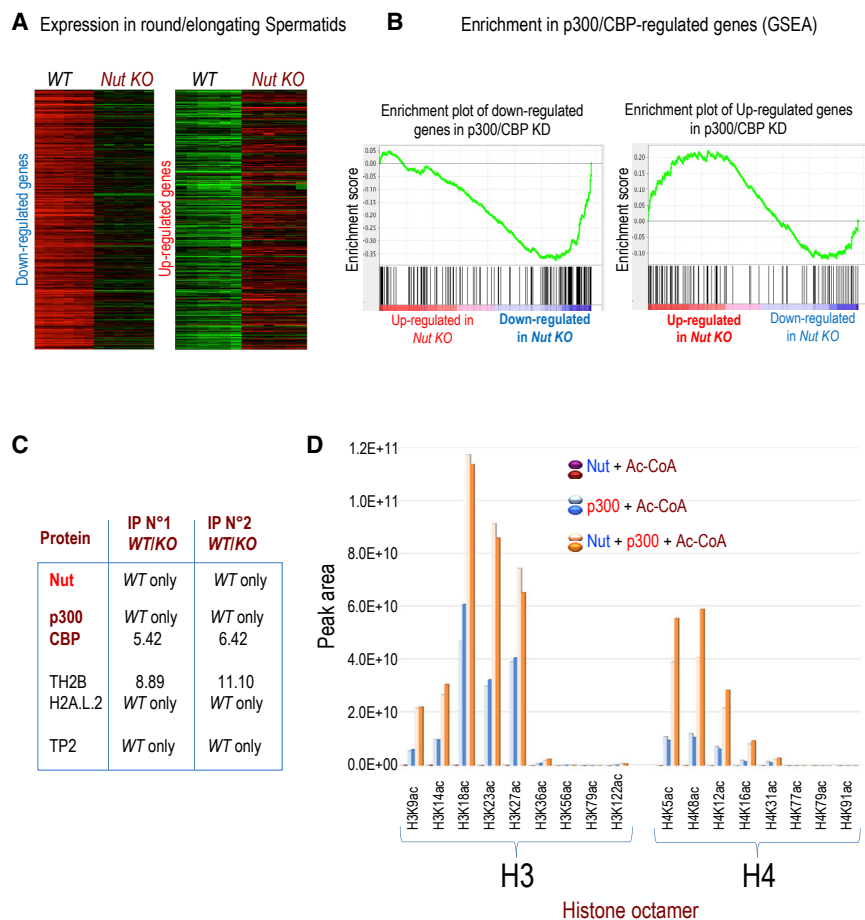 A Expression in round/elongating Spermatids
WT Nut KO WT Nut KO
Down-regulated genes
Up-regulated genes
B Enrichment in p300/CBP-regulated genes (GSEA)
Enrichment plot of down-regulated
genes in p300/CBP KD
Enrichment score
0.05
0.00
-0.05
-0.10
-0.15
-0.20
-0.25
-0.30
-0.35
Up-regulated in
Nut KO
Down-regulated
in Nut KO
Enrichment plot of Up-regulated genes
in p300/CBP KD
Enrichment score
0.20
0.15
0.10
0.05
0.00
0.05
0.10
Up-regulated
in Nut KO
Down-regulated
in Nut KO
C
Protein IP N°1 WT/KO IP N°2 WT/KO
Nut WT only WT only
p300 WT only WT only
CBP 5.42 6.42
TH2B 8.89 11.10
H2A.L.2 WT only WT only
TP2 WT only WT only
D
Peak area
1.2E+11
1.0E+11
8.0E+10
6.0E+10
4.0E+10
2.0E+10
0.0E+00
Nut + Ac-CoA
p300 + Ac-CoA
Nut + p300 + Ac-CoA
H3K9ac
H3K14ac
H3K18ac
H3K23ac
H3K27ac
H3K36ac
H3K56ac
H3K79ac
H3K122ac
H4K5ac
H4K8ac
H4K12ac
H4K16ac
H4K31ac
H4K77ac
H4K79ac
H4K91ac
H3 H4
Histone octamer